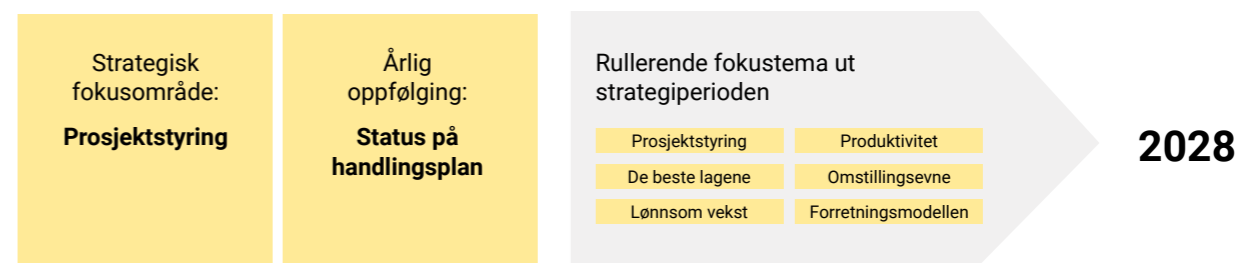 Strategisk
fokusområde:
Prosjektstyring
Årlig
oppfølging:
Status på
handlingsplan
Rullerende fokustema ut
strategiperioden
Prosjektstyring
Produktivitet
De beste lagene
Omstillingsevne
Lønnsom vekst
Forretningsmodellen
2028